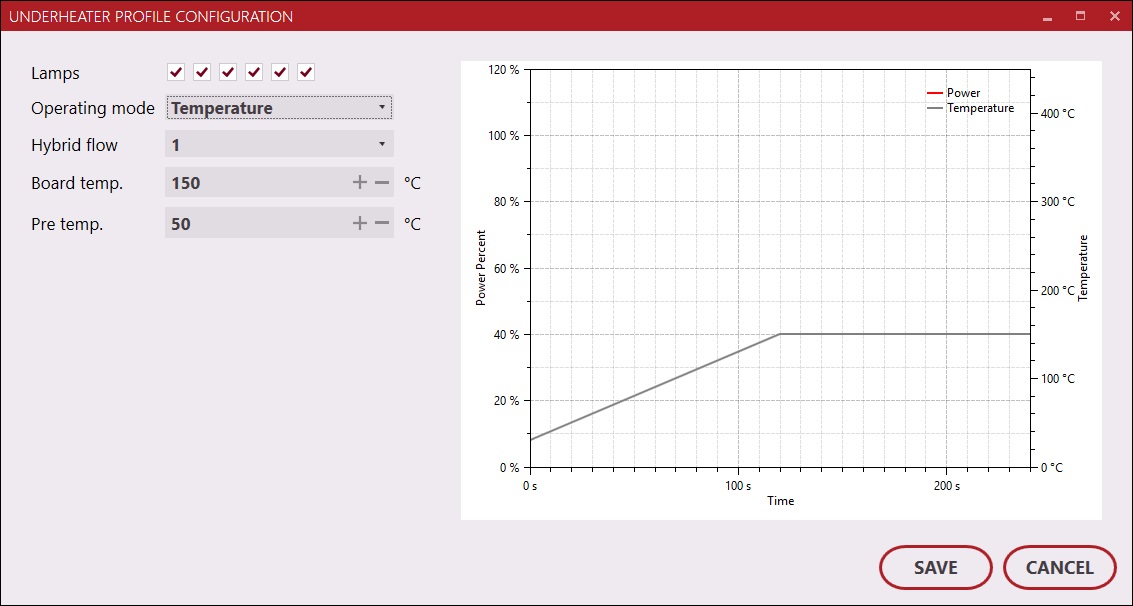 UNDERHEATER PROFILE CONFIGURATION
Lamps
Operating mode Temperature
Hybrid flow 1
Board temp. 150 °C
Pre temp. 50 °C
120 %
100 %
80 %
60 %
40 %
20 %
0 %
Power Percent
Power
Temperature
400 °C
300 °C
200 °C
100 °C
0 °C
Temperature
0 s 100 s 200 s
Time
SAVE CANCEL